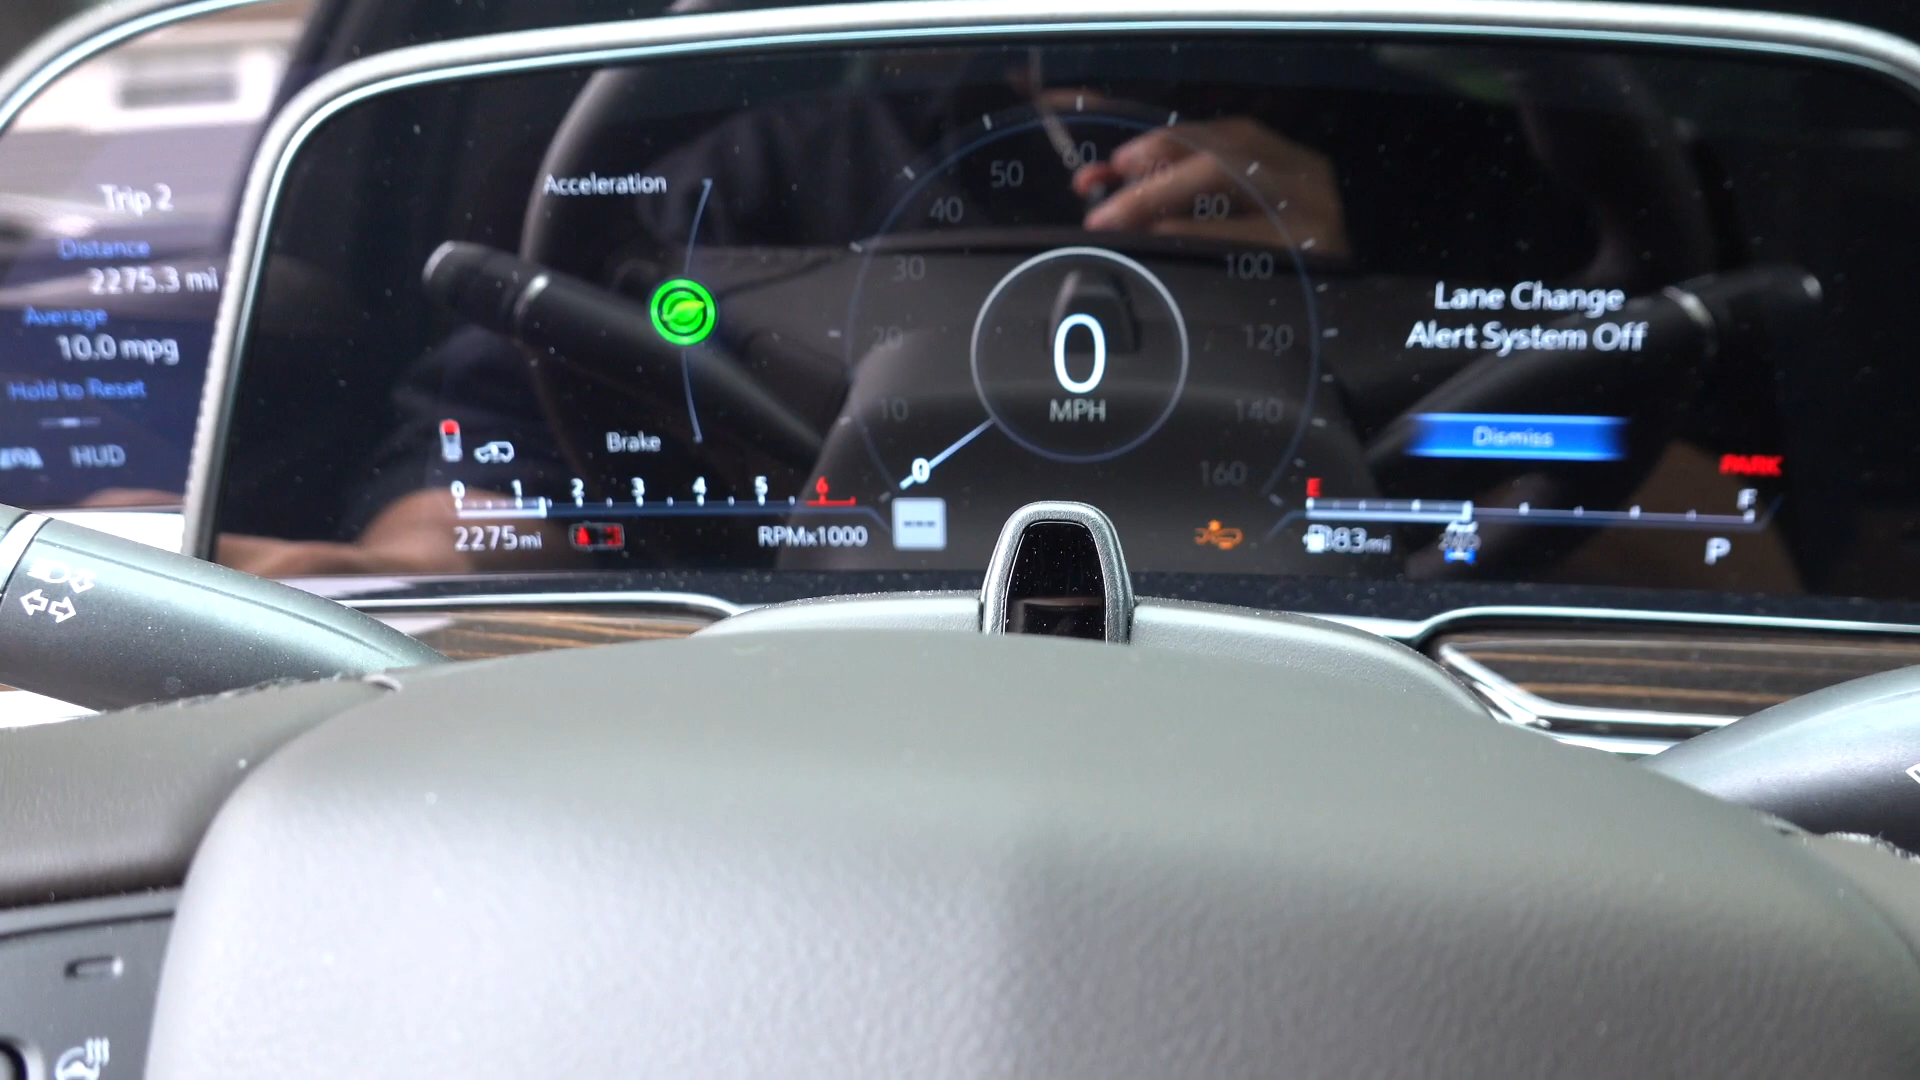 Trip 2
Distance
2275.3 mi
Average
10.0 mpg
Hold to Reset
HUD
Acceleration
Brake
0 1 2 3 4 5 6
2275mi
RPMx1000
0
10
20
30
40
50
60
70
80
100
120
140
160
0
MPH
Lane Change
Alert System Off
Dismiss
PARK
E
F
mi
P